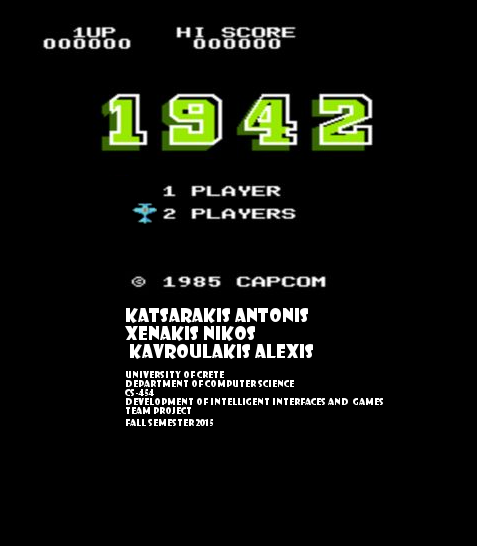 1UP HI SCORE
000000 000000
1942
1 PLAYER
2 PLAYERS
© 1985 CAPCOM
KATSARAKIS ANTONIS
XENAKIS NIKOS
KAVROULAKIS ALEXIS
UNIVERSITY OF CRETE
DEPARTMENT OF COMPUTER SCIENCE
CS-454
DEVELOPMENT OF INTELLIGENT INTERFACES AND GAMES
TEAM PROJECT
FALL SEMESTER 2015